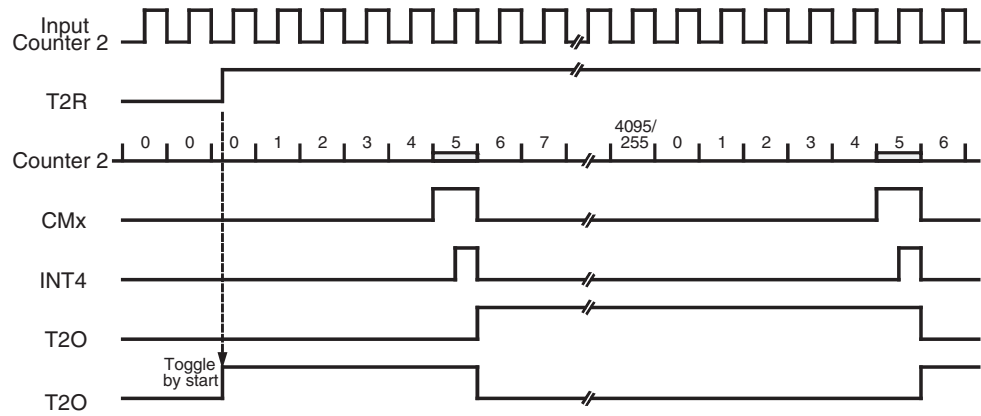 Input
Counter 2
T2R
4095/
0 0 0 1 2 3 4 5 6 7 255 0 1 2 3 4 5 6
Counter 2
CMx
INT4
T2O
Toggle
by start
T2O